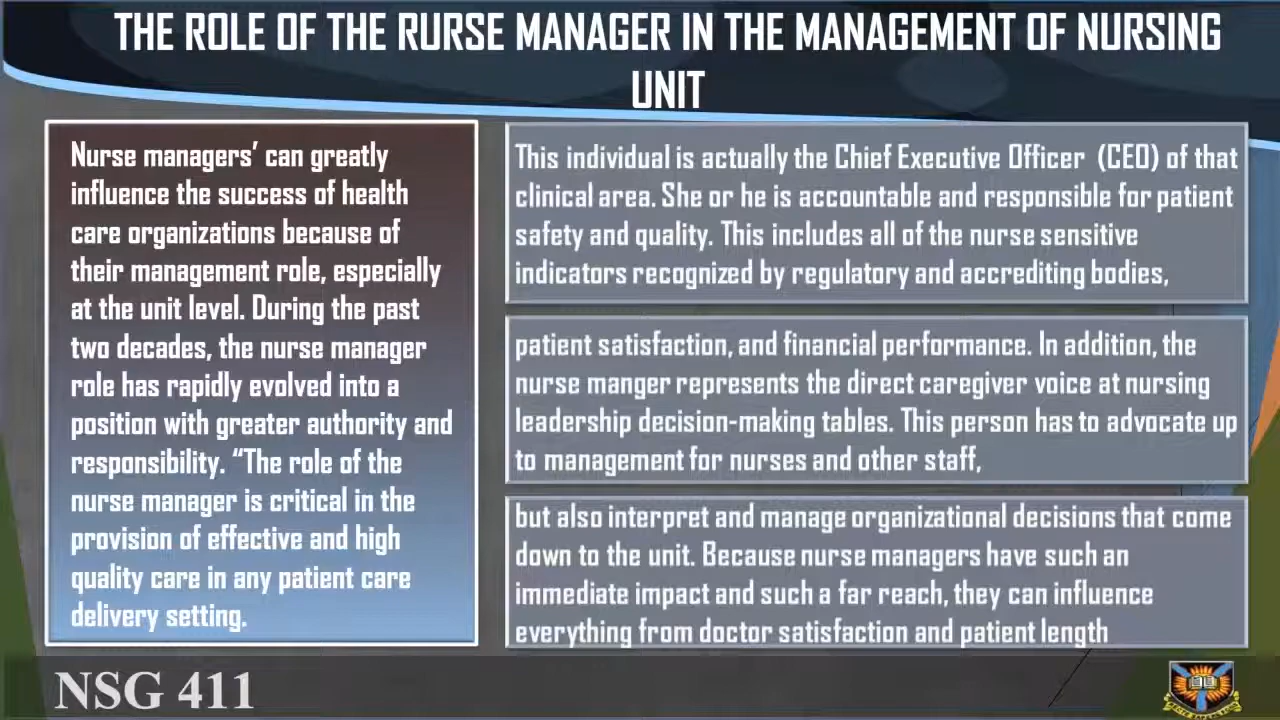 THE ROLE OF THE RURSE MANAGER IN THE MANAGEMENT OF NURSING
UNIT
Nurse managers’ can greatly
influence the success of health
care organizations because of
their management role, especially
at the unit level. During the past
two decades, the nurse manager
role has rapidly evolved into a
position with greater authority and
responsibility. “The role of the
nurse manager is critical in the
provision of effective and high
quality care in any patient care
delivery setting.
This individual is actually the Chief Executive Officer (CEO) of that
clinical area. She or he is accountable and responsible for patient
safety and quality. This includes all of the nurse sensitive
indicators recognized by regulatory and accrediting bodies,
patient satisfaction, and financial performance. In addition, the
nurse manger represents the direct caregiver voice at nursing
leadership decision-making tables. This person has to advocate up
to management for nurses and other staff,
but also interpret and manage organizational decisions that come
down to the unit. Because nurse managers have such an
immediate impact and such a far reach, they can influence
everything from doctor satisfaction and patient length
NSG 411